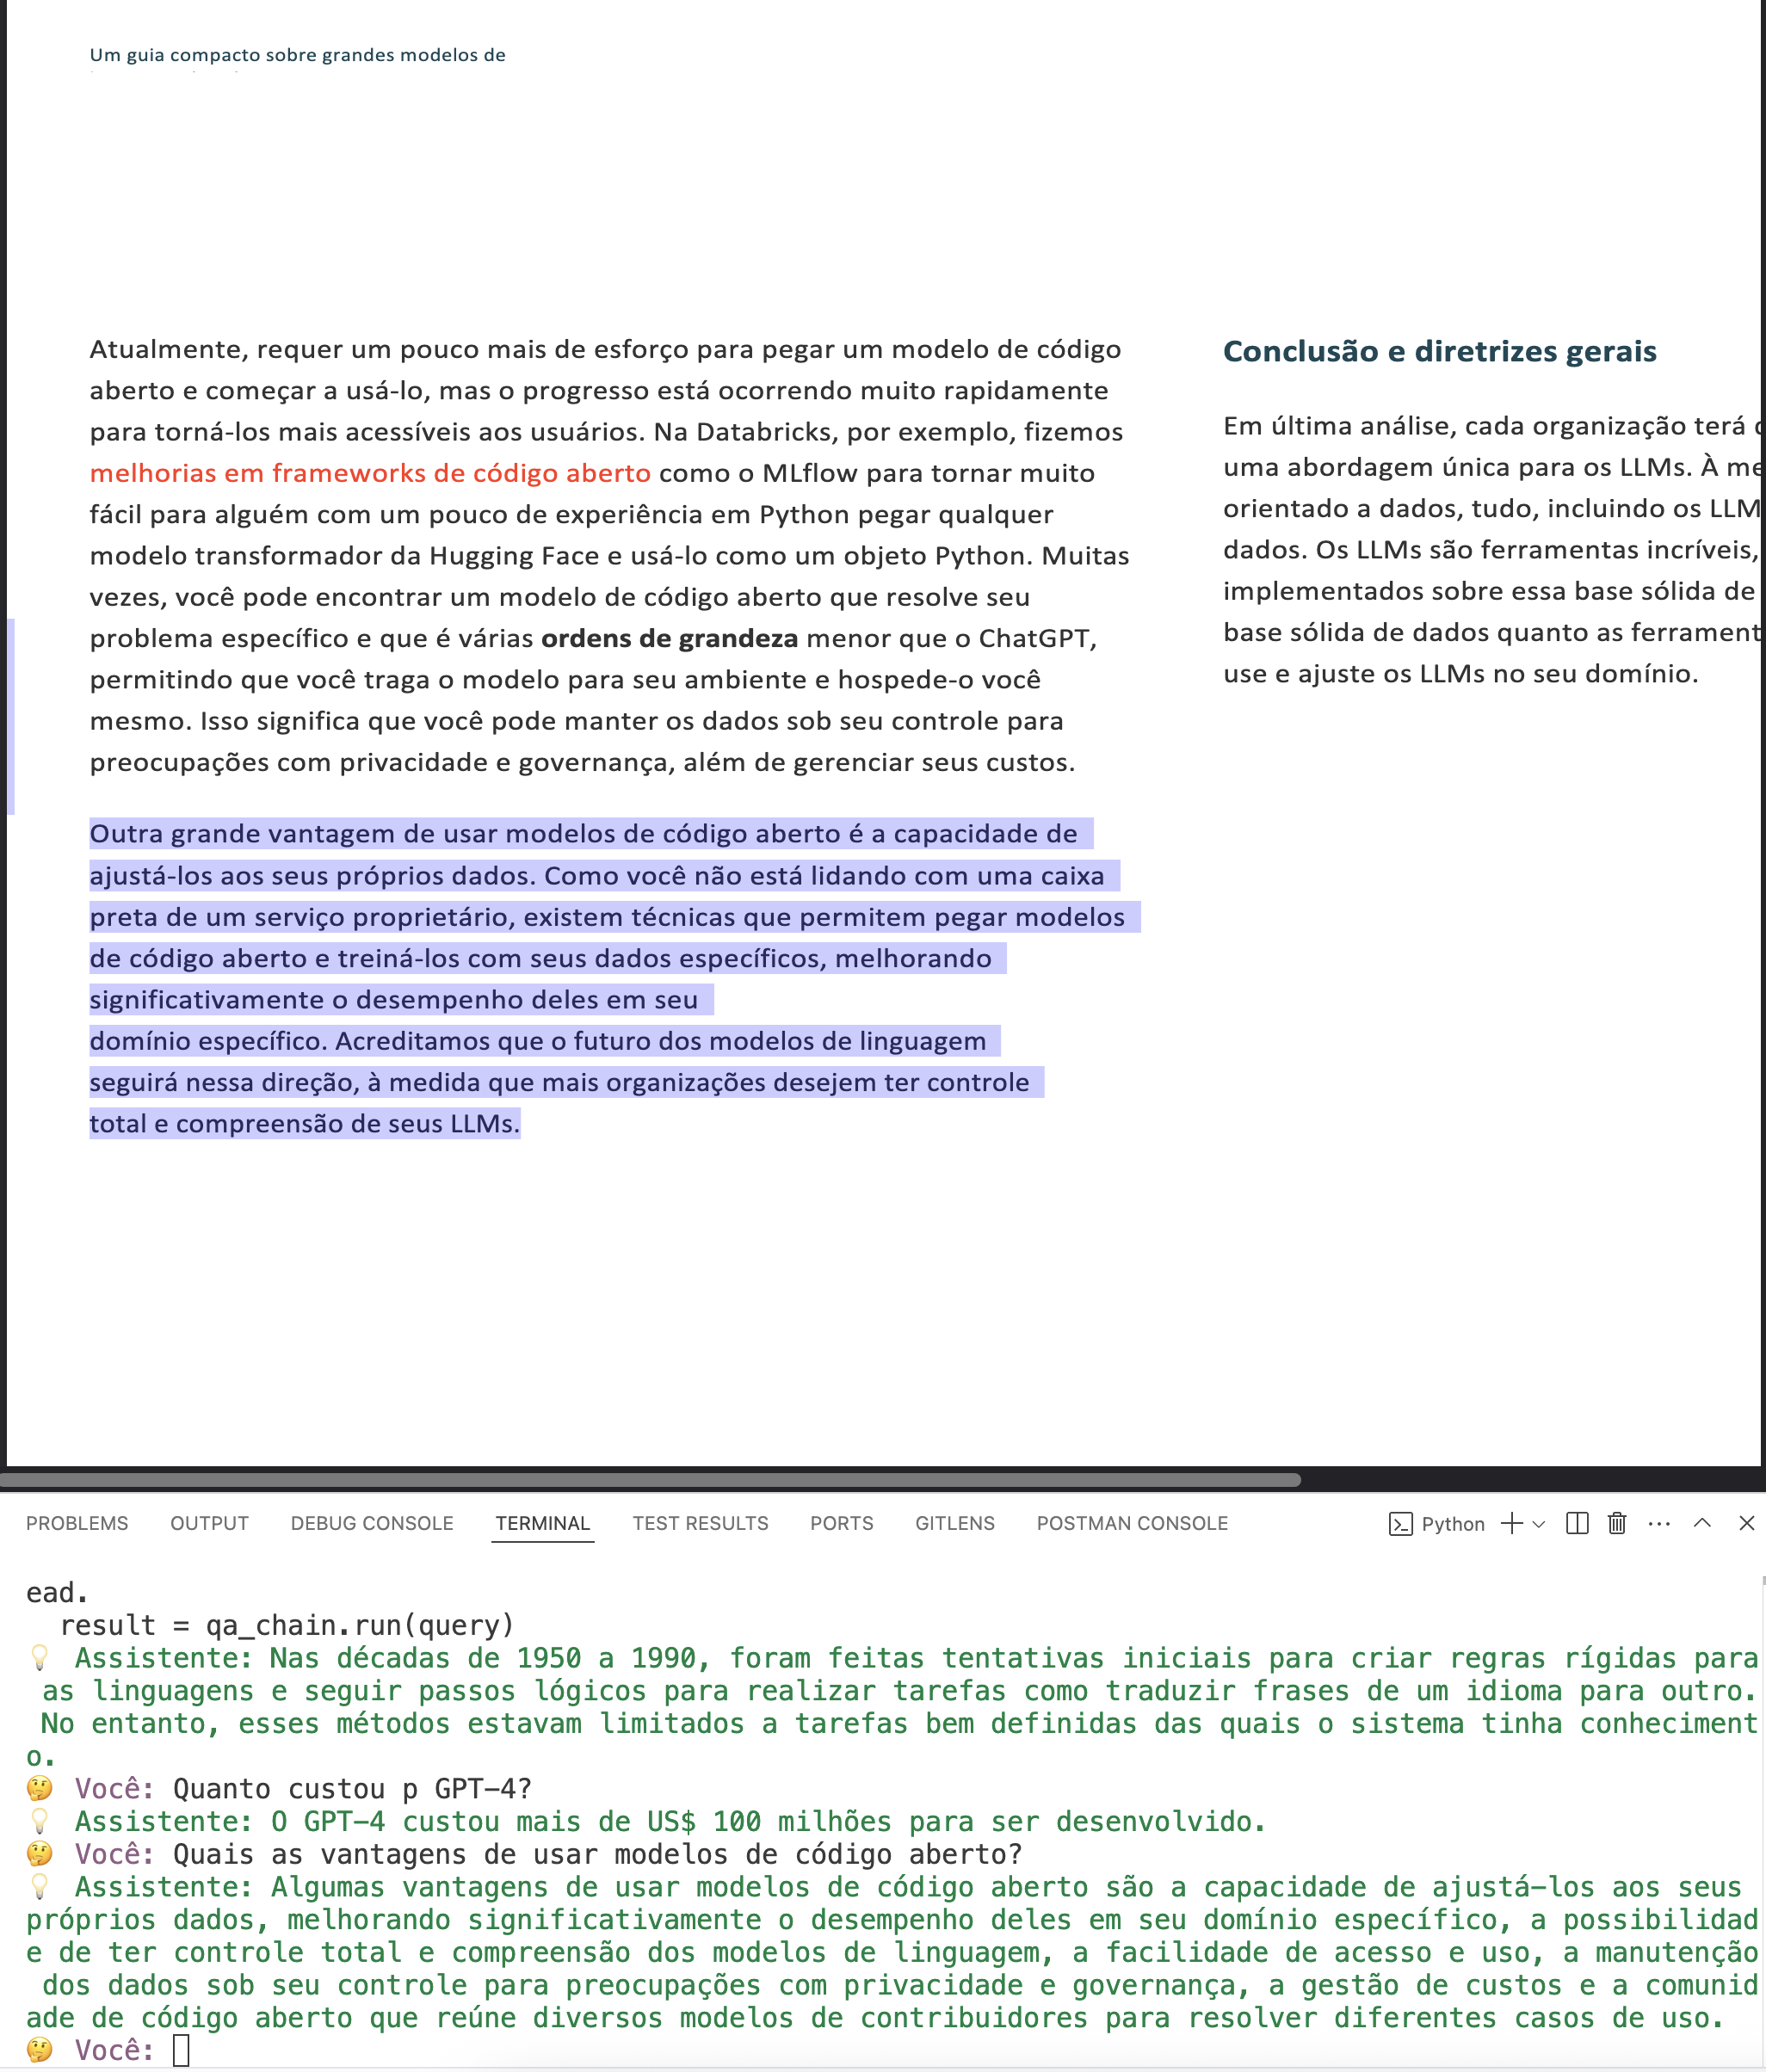 Um guia compacto sobre grandes modelos de
Atualmente, requer um pouco mais de esforço para pegar um modelo de código
aberto e começar a usá-lo, mas o progresso está ocorrendo muito rapidamente
para torná-los mais acessíveis aos usuários. Na Databricks, por exemplo, fizemos
melhorias em frameworks de código aberto como o MLflow para tornar muito
fácil para alguém com um pouco de experiência em Python pegar qualquer
modelo transformador da Hugging Face e usá-lo como um objeto Python. Muitas
vezes, você pode encontrar um modelo de código aberto que resolve seu
problema específico e que é várias ordens de grandeza menor que o ChatGPT,
permitindo que você traga o modelo para seu ambiente e hospede-o você
mesmo. Isso significa que você pode manter os dados sob seu controle para
preocupações com privacidade e governança, além de gerenciar seus custos.
Outra grande vantagem de usar modelos de código aberto é a capacidade de
ajustá-los aos seus próprios dados. Como você não está lidando com uma caixa
preta de um serviço proprietário, existem técnicas que permitem pegar modelos
de código aberto e treiná-los com seus dados específicos, melhorando
significativamente o desempenho deles em seu
domínio específico. Acreditamos que o futuro dos modelos de linguagem
seguirá nessa direção, à medida que mais organizações desejem ter controle
total e compreensão de seus LLMs.
Conclusão e diretrizes gerais
Em última análise, cada organização terá
uma abordagem única para os LLMs. À me
orientado a dados, tudo, incluindo os LLM
dados. Os LLMs são ferramentas incríveis,
implementados sobre essa base sólida de
base sólida de dados quanto as ferrament
use e ajuste os LLMs no seu domínio.
PROBLEMS OUTPUT DEBUG CONSOLE TERMINAL TEST RESULTS PORTS GITLENS POSTMAN CONSOLE Python
ead.
  result = qa_chain.run(query)
💡 Assistente: Nas décadas de 1950 a 1990, foram feitas tentativas iniciais para criar regras rígidas para
 as linguagens e seguir passos lógicos para realizar tarefas como traduzir frases de um idioma para outro.
 No entanto, esses métodos estavam limitados a tarefas bem definidas das quais o sistema tinha conheciment
o.
🤔 Você: Quanto custou p GPT-4?
💡 Assistente: O GPT-4 custou mais de US$ 100 milhões para ser desenvolvido.
🤔 Você: Quais as vantagens de usar modelos de código aberto?
💡 Assistente: Algumas vantagens de usar modelos de código aberto são a capacidade de ajustá-los aos seus
próprios dados, melhorando significativamente o desempenho deles em seu domínio específico, a possibilidad
e de ter controle total e compreensão dos modelos de linguagem, a facilidade de acesso e uso, a manutenção
 dos dados sob seu controle para preocupações com privacidade e governança, a gestão de custos e a comunid
ade de código aberto que reúne diversos modelos de contribuidores para resolver diferentes casos de uso.
🤔 Você: